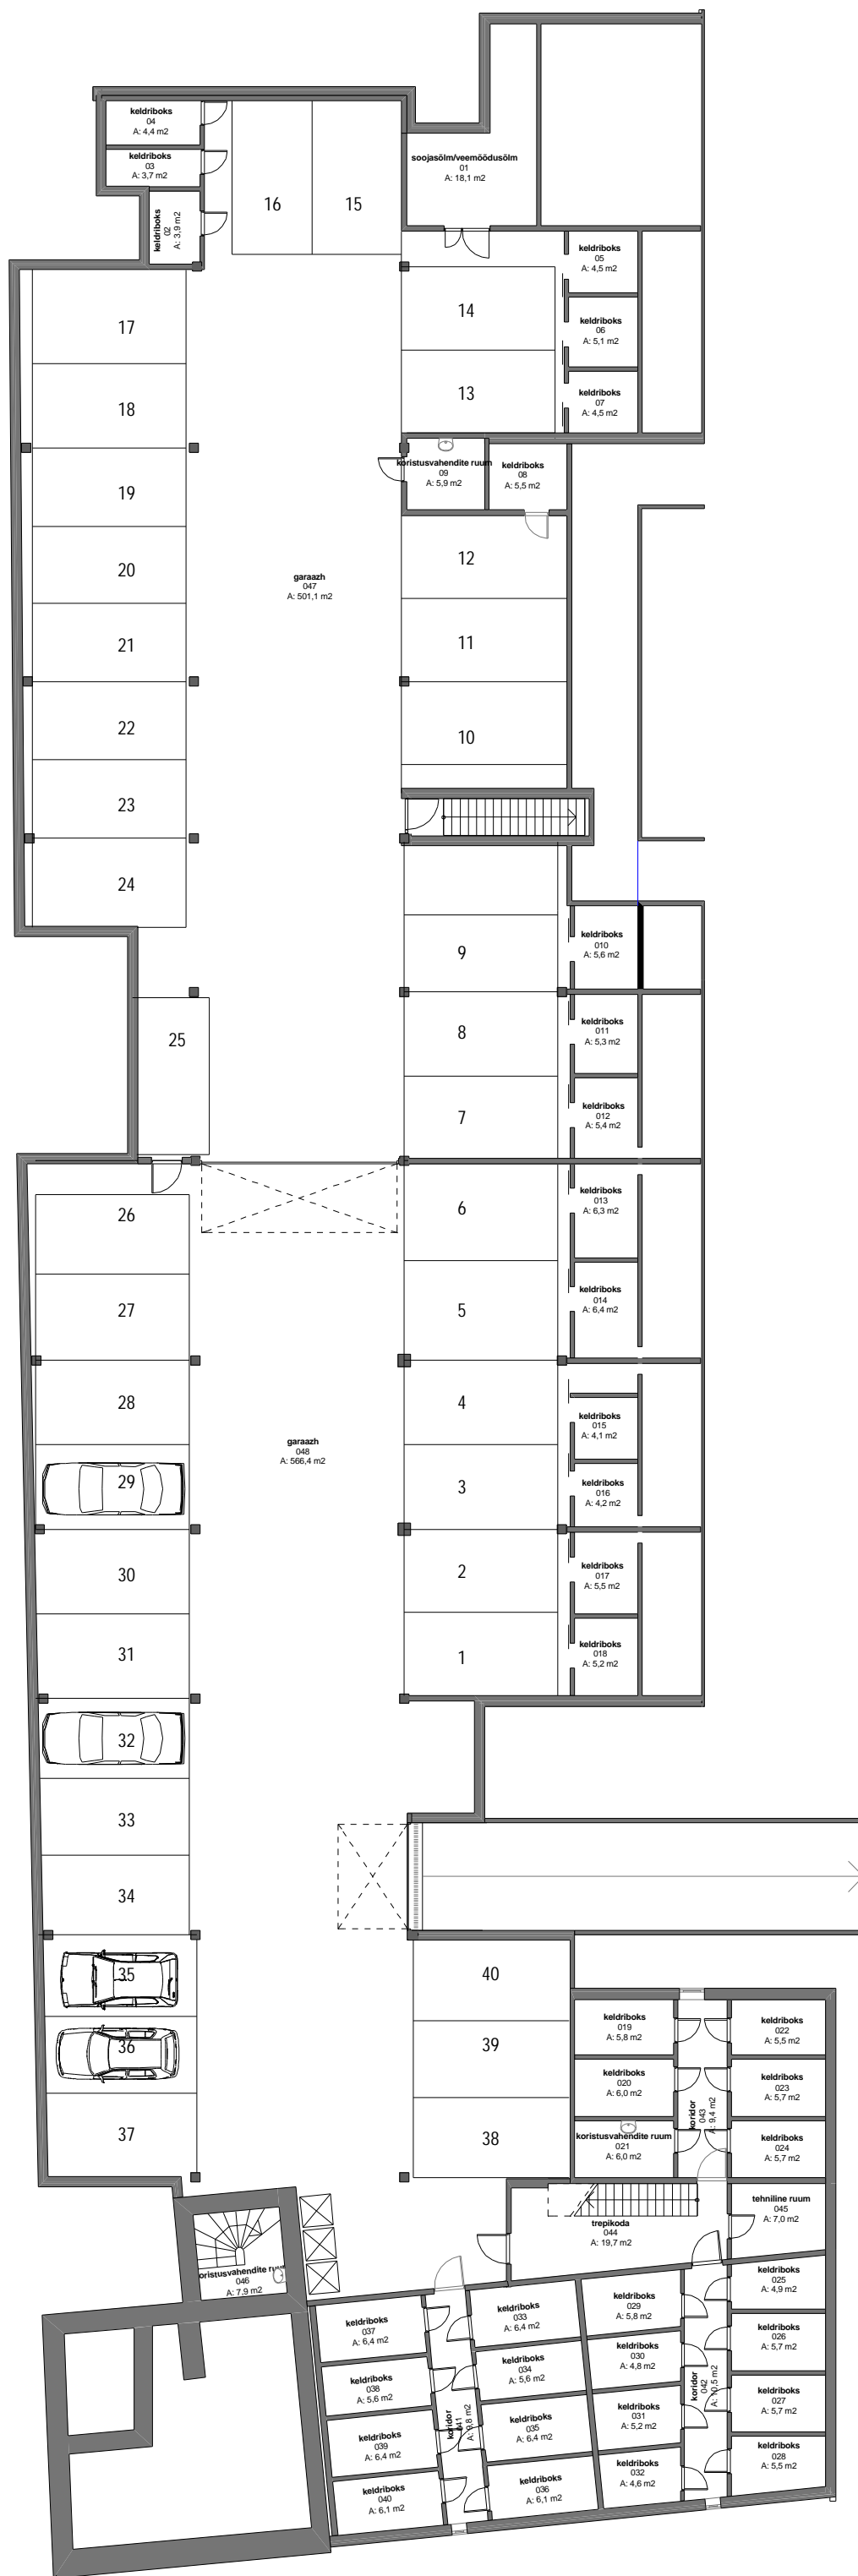 keldriboks
04
A: 4,4 m2
keldriboks
03
A: 3,7 m2
keldriboks
02
A: 3,9 m2
16
15
soojasõlm/veemõõdusõlm
01
A: 18,1 m2
keldriboks
05
A: 4,5 m2
keldriboks
06
A: 5,1 m2
keldriboks
07
A: 4,5 m2
14
13
17
18
19
20
21
22
23
24
koristusvahendite ruum
09
A: 5,9 m2
keldriboks
08
A: 5,5 m2
garaazh
047
A: 501,1 m2
12
11
10
9
8
7
keldriboks
010
A: 5,6 m2
keldriboks
011
A: 5,3 m2
keldriboks
012
A: 5,4 m2
25
26
27
28
29
30
31
32
33
34
35
36
37
6
5
4
3
2
1
keldriboks
013
A: 6,3 m2
keldriboks
014
A: 6,4 m2
keldriboks
015
A: 4,1 m2
keldriboks
016
A: 4,2 m2
keldriboks
017
A: 5,5 m2
keldriboks
018
A: 5,2 m2
garaazh
048
A: 566,4 m2
40
39
38
keldriboks
019
A: 5,8 m2
keldriboks
020
A: 6,0 m2
koristusvahendite ruum
021
A: 6,0 m2
koridor
043
A: 9,4 m2
keldriboks
022
A: 5,5 m2
keldriboks
023
A: 5,7 m2
keldriboks
024
A: 5,7 m2
tehniline ruum
045
A: 7,0 m2
trepikoda
044
A: 19,7 m2
koristusvahendite ruum
046
A: 7,9 m2
keldriboks
025
A: 4,9 m2
keldriboks
026
A: 5,7 m2
keldriboks
027
A: 5,7 m2
keldriboks
028
A: 5,5 m2
koridor
042
A: 10,5 m2
keldriboks
029
A: 5,8 m2
keldriboks
030
A: 4,8 m2
keldriboks
031
A: 5,2 m2
keldriboks
032
A: 4,6 m2
keldriboks
033
A: 6,4 m2
keldriboks
034
A: 5,6 m2
keldriboks
035
A: 6,4 m2
keldriboks
036
A: 6,1 m2
koridor
041
A: 9,8 m2
keldriboks
037
A: 6,4 m2
keldriboks
038
A: 5,6 m2
keldriboks
039
A: 6,4 m2
keldriboks
040
A: 6,1 m2